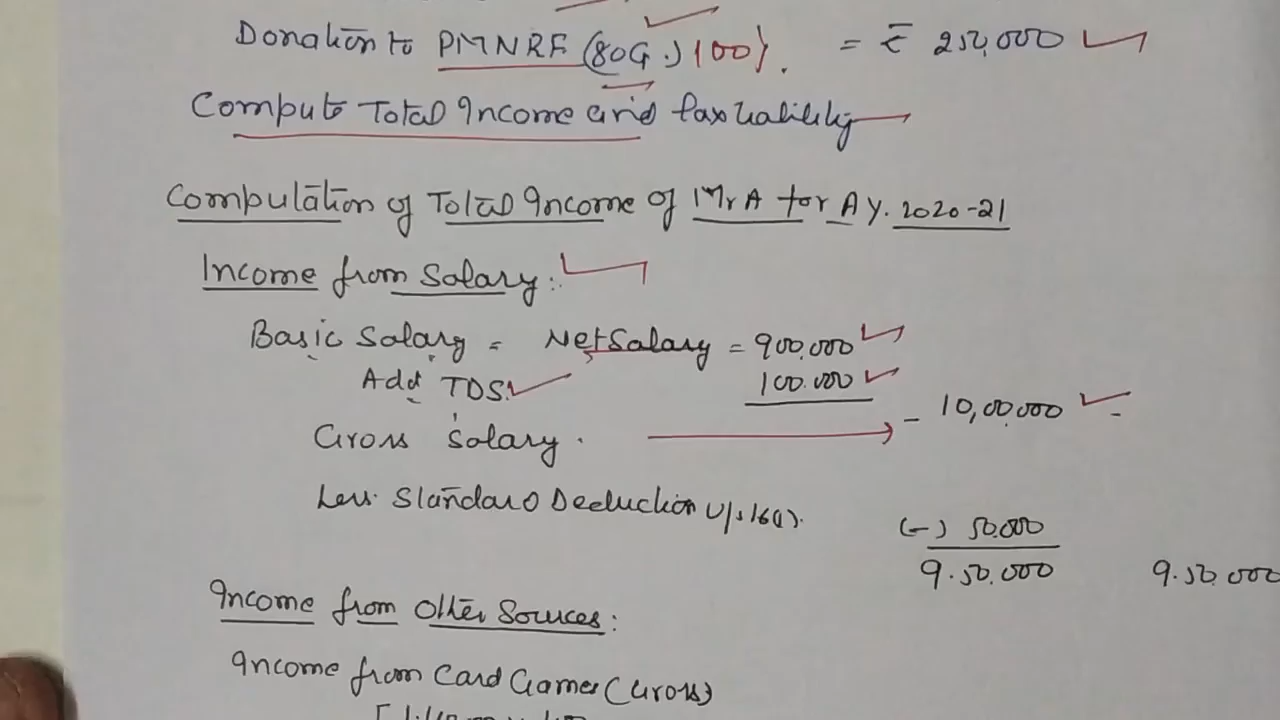 Donation to PMNRF (80G.) 100}. = ₹ 250,000
Compute Total Income and tax liability
Computation of Total Income of Mr A for A Y. 2020-21
Income from Salary:
Basic Salary = Net Salary = 900,000
Add TDS. 100.000
Gross Salary. - 10,00,000
Less. Standard Deduction U/s 16(1). (-) 50,000
9.50.000 9.50.000
Income from Other Sources:
Income from Card Games (Gross)